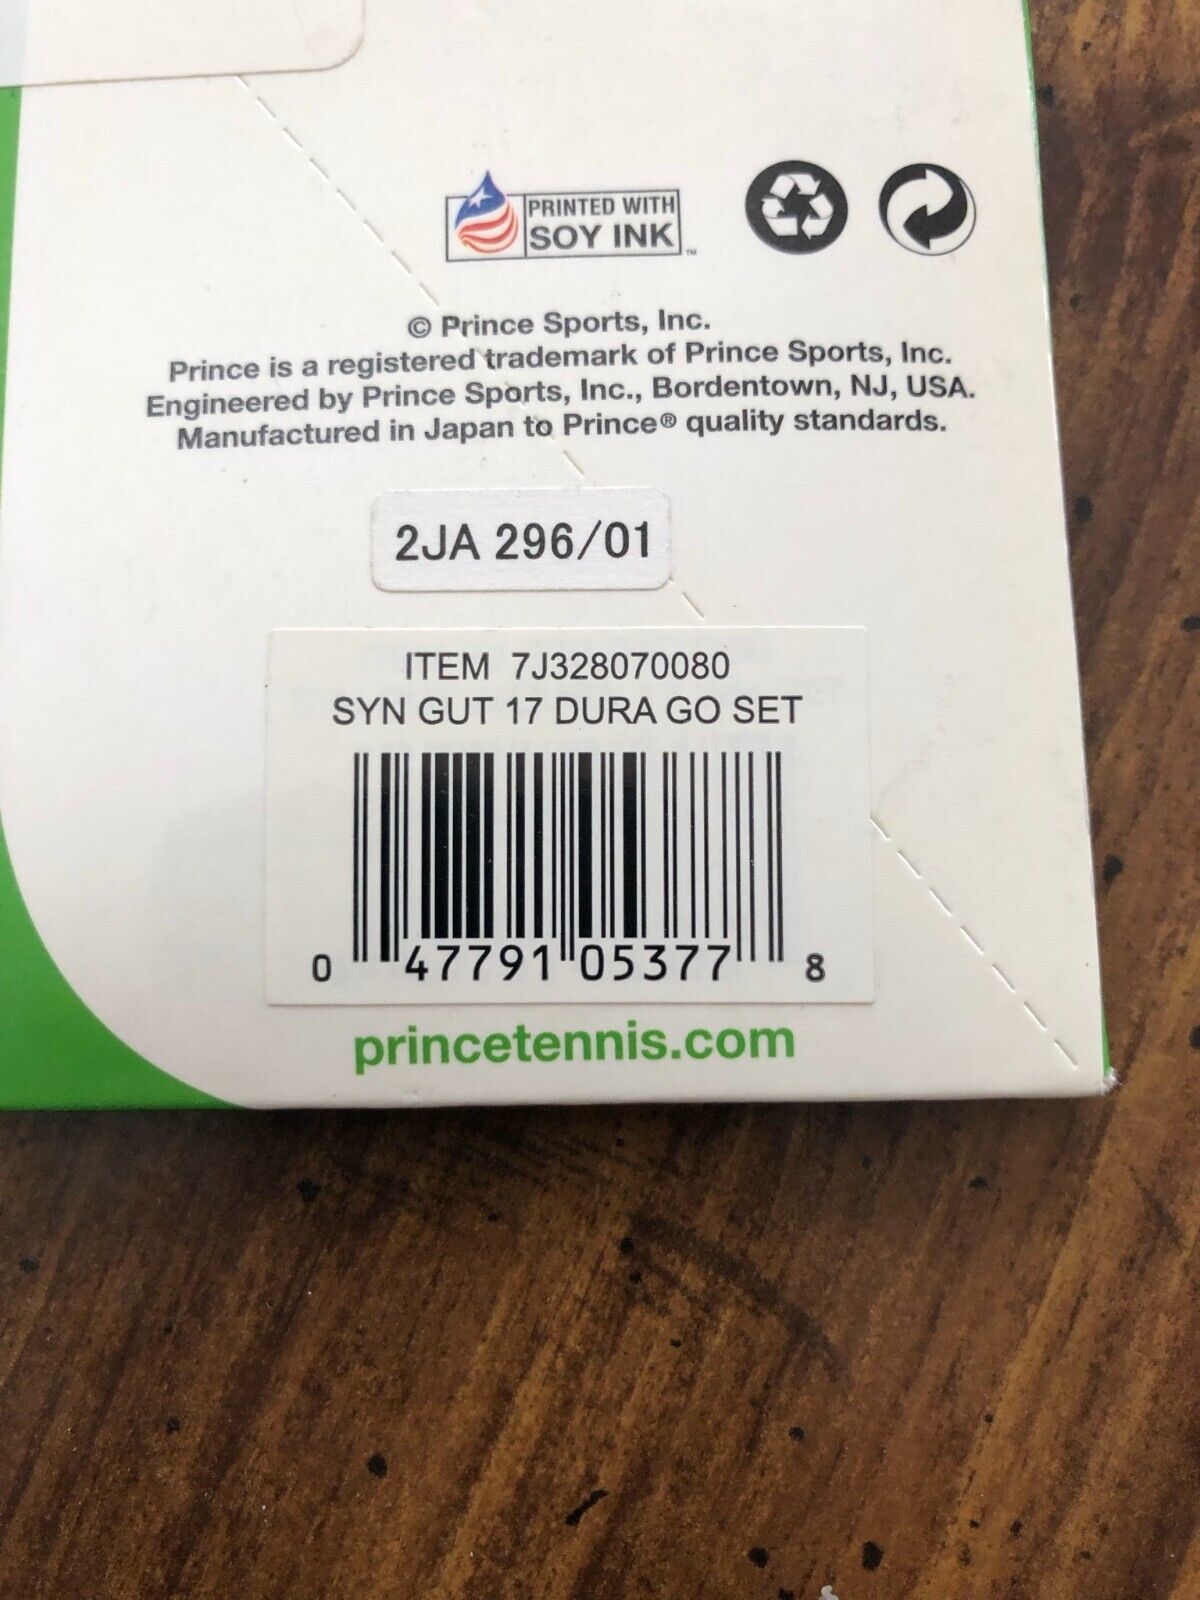 PRINTED WITH
SOY INK™
© Prince Sports, Inc.
Prince is a registered trademark of Prince Sports, Inc.
Engineered by Prince Sports, Inc., Bordentown, NJ, USA.
Manufactured in Japan to Prince® quality standards.
2JA 296/01
ITEM 7J328070080
SYN GUT 17 DURA GO SET
0 47791 05377 8
princetennis.com